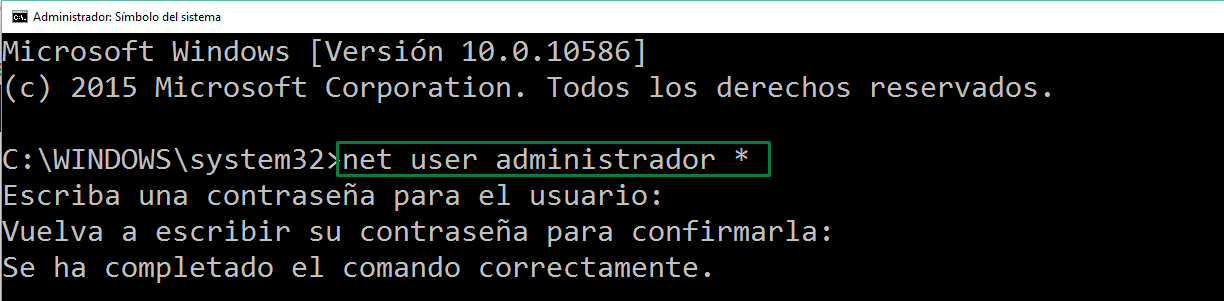 Administrador: Símbolo del sistema
Microsoft Windows [Versión 10.0.10586]
(c) 2015 Microsoft Corporation. Todos los derechos reservados.
C:\WINDOWS\system32>net user administrador *
Escriba una contraseña para el usuario:
Vuelva a escribir su contraseña para confirmarla:
Se ha completado el comando correctamente.